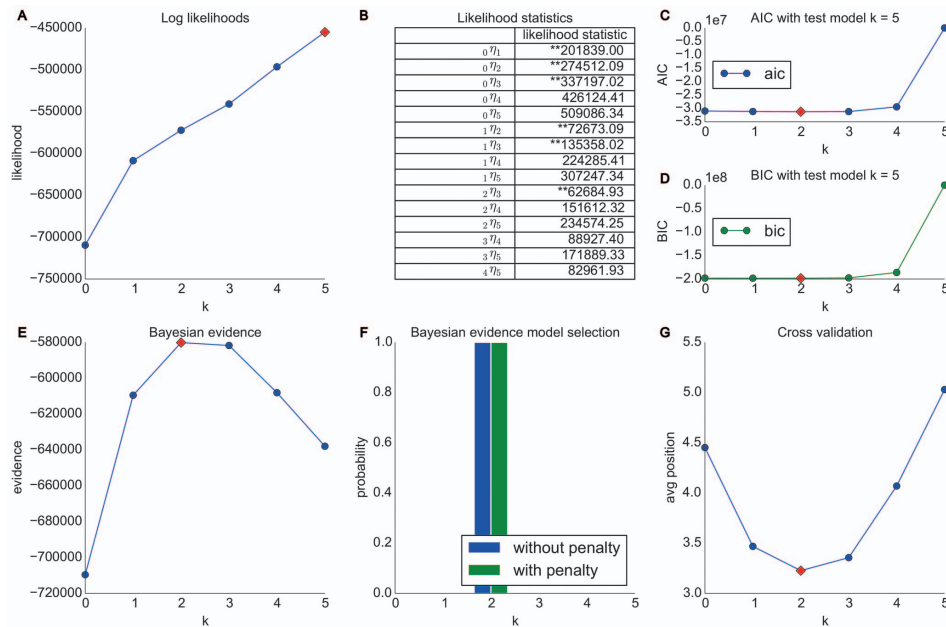 A
Log likelihoods
−450000
−500000
−550000
−600000
−650000
−700000
−750000
likelihood
0 1 2 3 4 5
k
B
Likelihood statistics
likelihood statistic
0η1 **201839.00
0η2 **274512.09
0η3 **337197.02
0η4 426124.41
0η5 509086.34
1η2 **72673.09
1η3 **135358.02
1η4 224285.41
1η5 307247.34
2η3 **62684.93
2η4 151612.32
2η5 234574.25
3η4 88927.40
3η5 171889.33
4η5 82961.93
C
AIC with test model k = 5
1e7
0.0
−0.5
−1.0
−1.5
−2.0
−2.5
−3.0
−3.5
AIC
aic
0 1 2 3 4 5
k
D
BIC with test model k = 5
1e8
0.0
−0.5
−1.0
−1.5
−2.0
BIC
bic
0 1 2 3 4 5
k
E
Bayesian evidence
−580000
−600000
−620000
−640000
−660000
−680000
−700000
−720000
evidence
0 1 2 3 4 5
k
F
Bayesian evidence model selection
1.0
0.8
0.6
0.4
0.2
0.0
probability
without penalty
with penalty
0 1 2 3 4 5
k
G
Cross validation
5.5
5.0
4.5
4.0
3.5
3.0
avg position
0 1 2 3 4 5
k